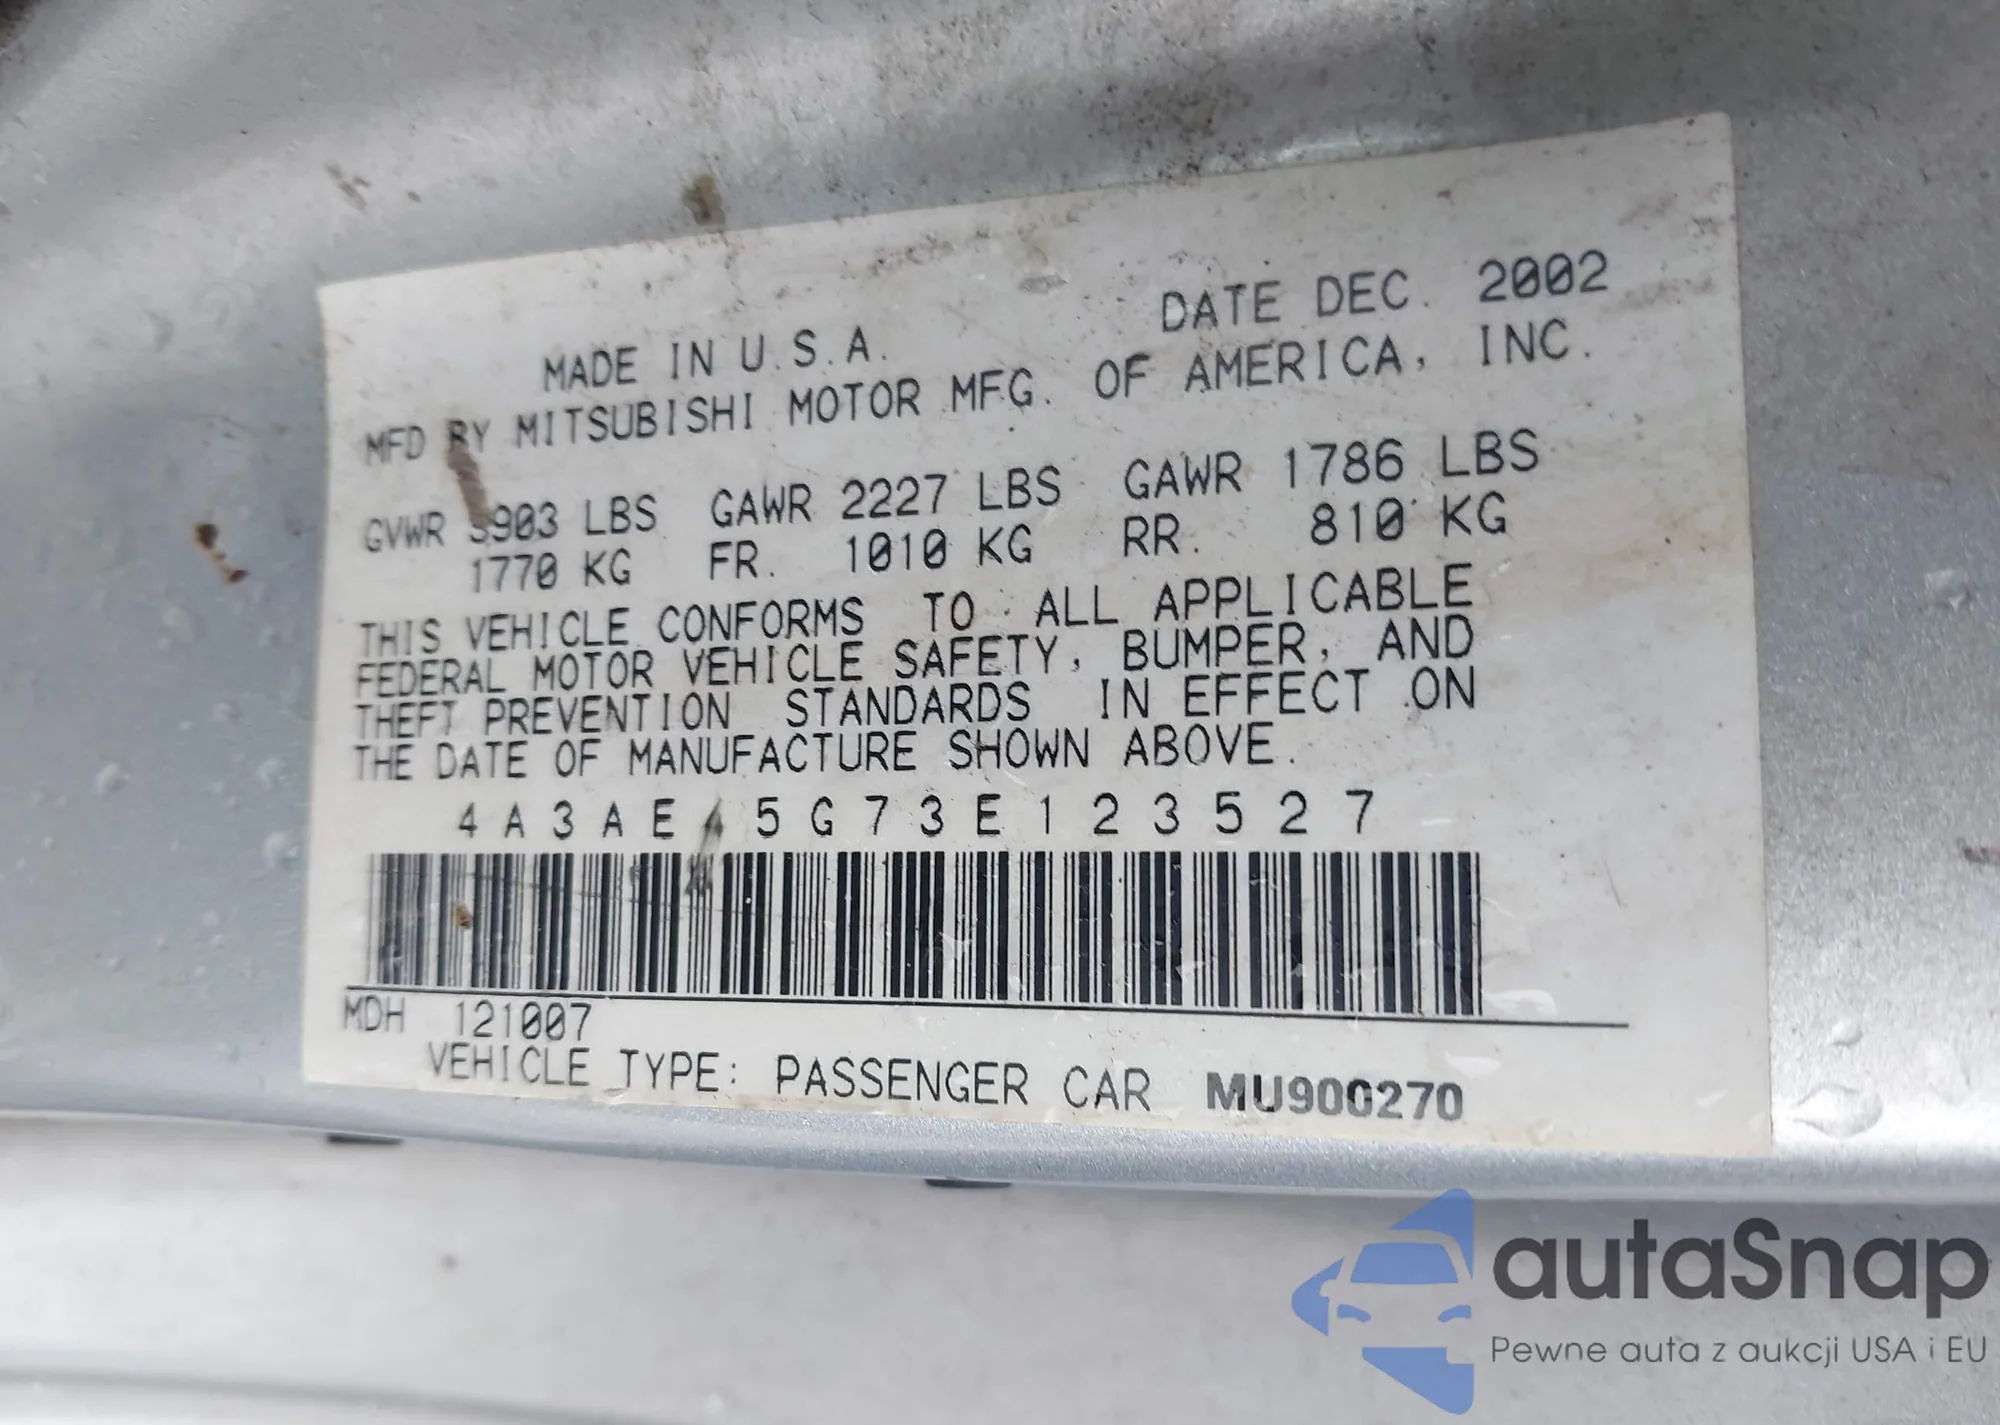 DATE DEC. 2002
MADE IN U.S.A.
MFD BY MITSUBISHI MOTOR MFG. OF AMERICA, INC.
GVWR 3903 LBS GAWR 2227 LBS GAWR 1786 LBS
1770 KG FR. 1010 KG RR. 810 KG
THIS VEHICLE CONFORMS TO ALL APPLICABLE
FEDERAL MOTOR VEHICLE SAFETY, BUMPER, AND
THEFT PREVENTION STANDARDS IN EFFECT ON
THE DATE OF MANUFACTURE SHOWN ABOVE.
4A3AE 5G73E123527
MDH 121007
VEHICLE TYPE: PASSENGER CAR MU900270
autaSnap
Pewne auta z aukcji USA i EU